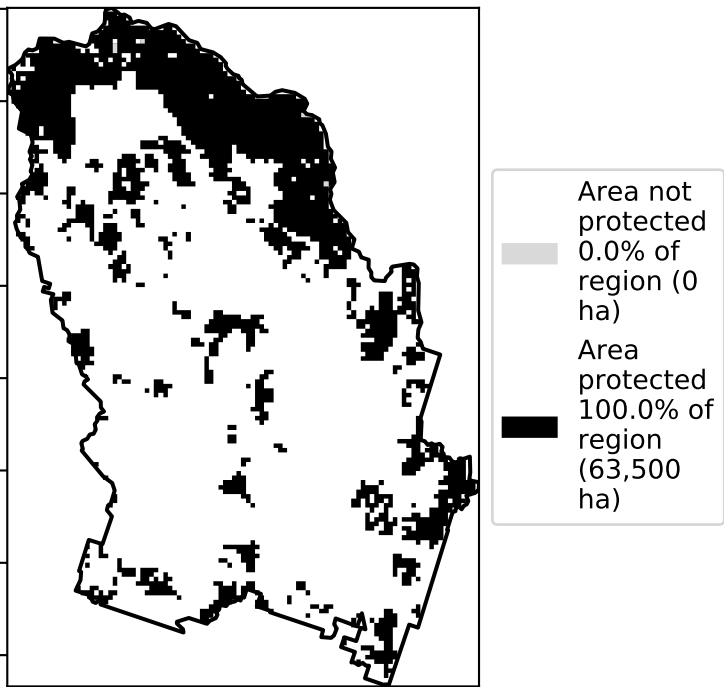 Area not
protected
0.0% of
region (0
ha)
Area
protected
100.0% of
region
(63,500
ha)